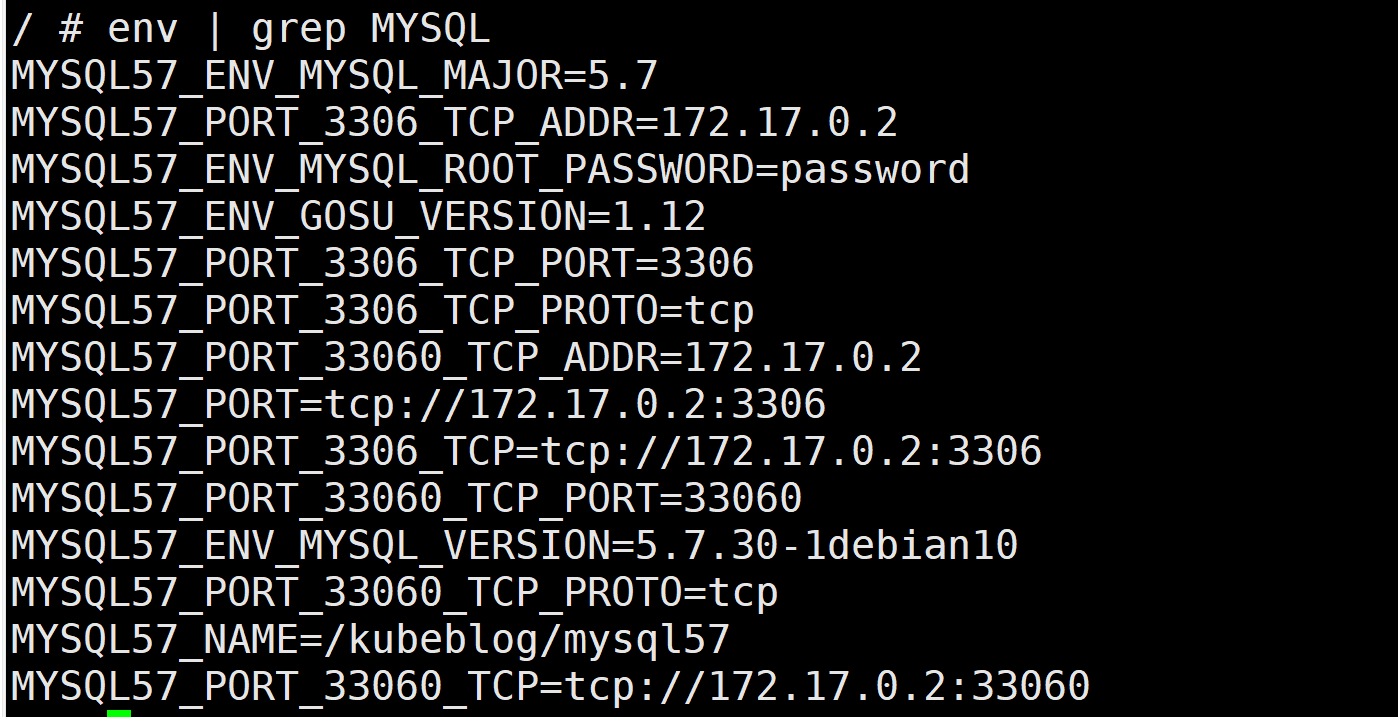 / # env | grep MYSQL
MYSQL57_ENV_MYSQL_MAJOR=5.7
MYSQL57_PORT_3306_TCP_ADDR=172.17.0.2
MYSQL57_ENV_MYSQL_ROOT_PASSWORD=password
MYSQL57_ENV_GOSU_VERSION=1.12
MYSQL57_PORT_3306_TCP_PORT=3306
MYSQL57_PORT_3306_TCP_PROTO=tcp
MYSQL57_PORT_33060_TCP_ADDR=172.17.0.2
MYSQL57_PORT=tcp://172.17.0.2:3306
MYSQL57_PORT_3306_TCP=tcp://172.17.0.2:3306
MYSQL57_PORT_33060_TCP_PORT=33060
MYSQL57_ENV_MYSQL_VERSION=5.7.30-1debian10
MYSQL57_PORT_33060_TCP_PROTO=tcp
MYSQL57_NAME=/kubeblog/mysql57
MYSQL57_PORT_33060_TCP=tcp://172.17.0.2:33060